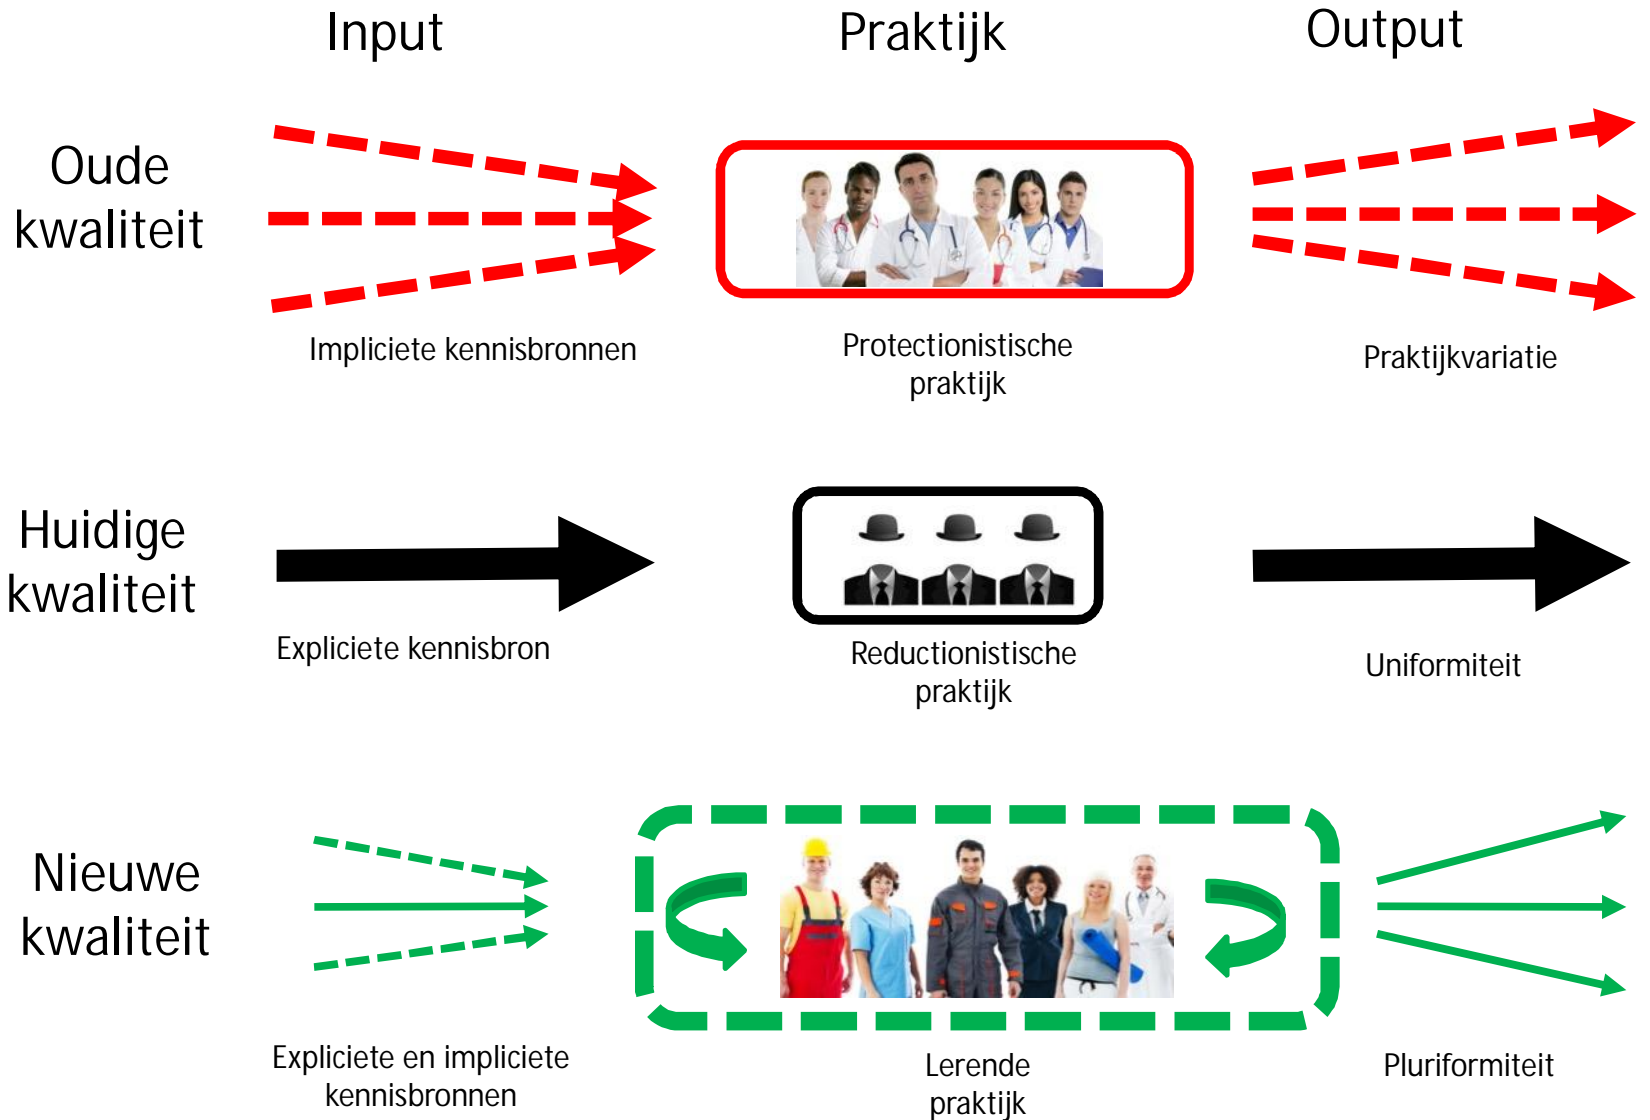 Input
Praktijk
Output
Oude
kwaliteit
Impliciete kennisbronnen
Protectionistische
praktijk
Praktijkvariatie
Huidige
kwaliteit
Expliciete kennisbron
Reductionistische
praktijk
Uniformiteit
Nieuwe
kwaliteit
Expliciete en impliciete
kennisbronnen
Lerende
praktijk
Pluriformiteit